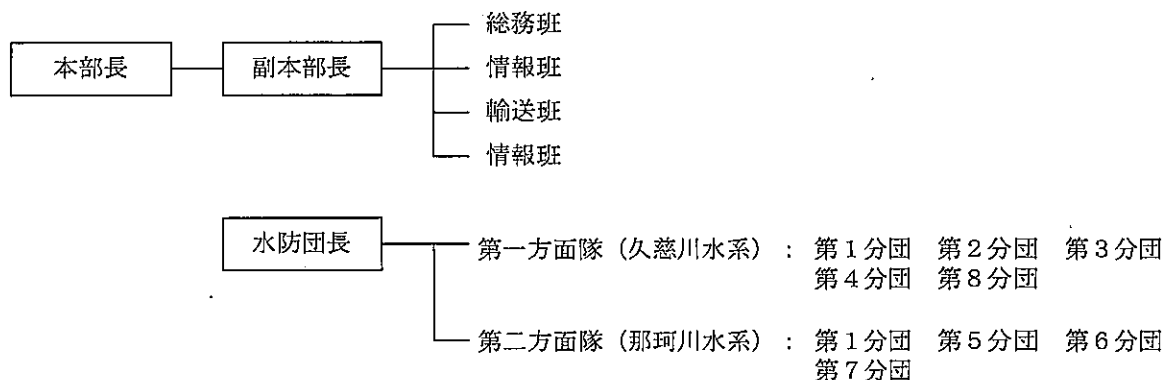 総務班
本部長 副本部長 情報班
輸送班
情報班
水防団長 第一方面隊（久慈川水系）： 第１分団 第２分団 第３分団
第４分団 第８分団
第二方面隊（那珂川水系）： 第１分団 第５分団 第６分団
第７分団